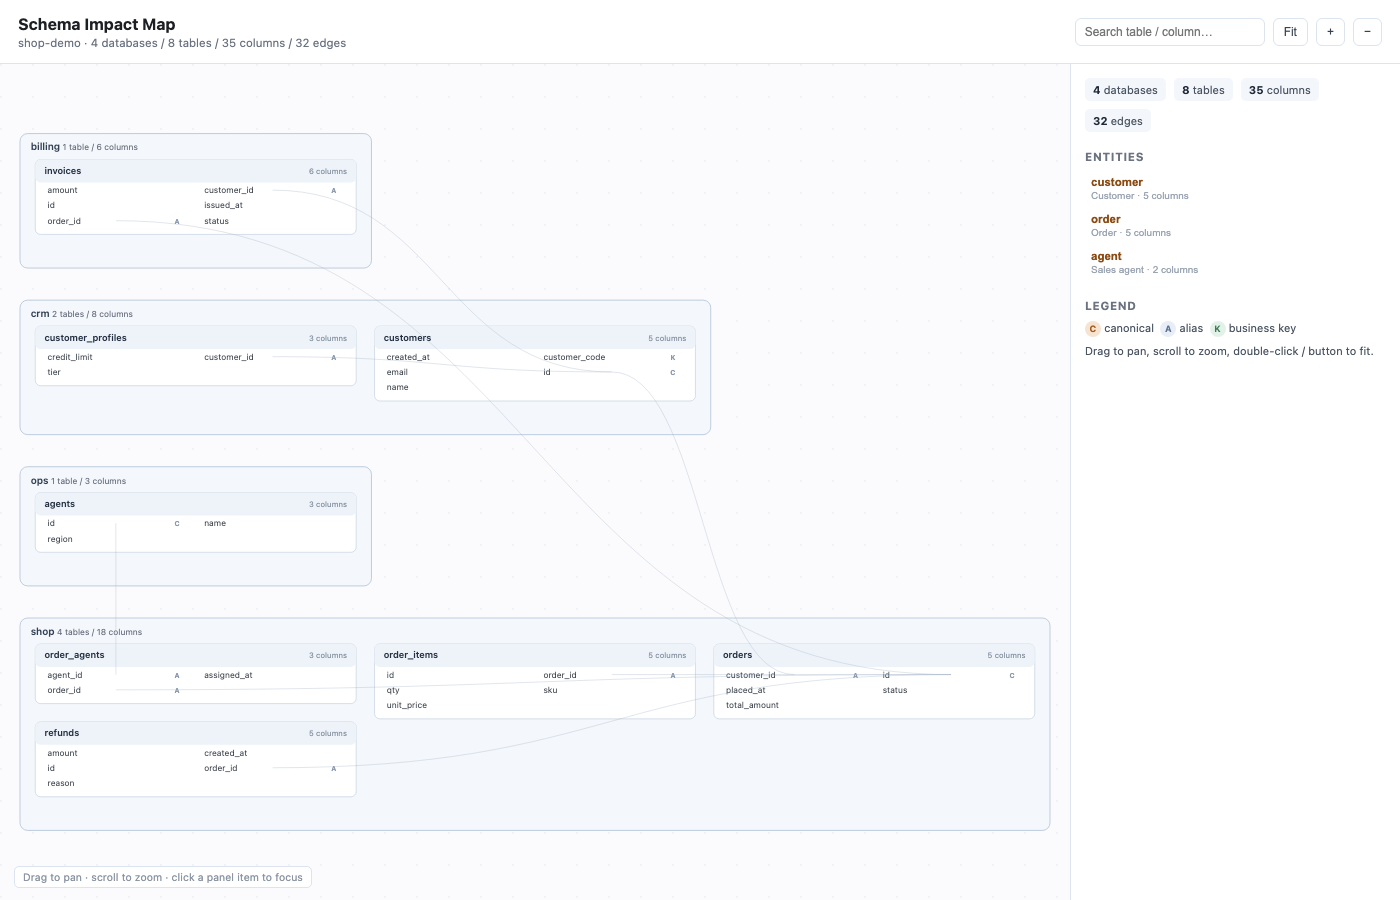 Schema Impact Map
shop-demo · 4 databases / 8 tables / 35 columns / 32 edges
Search table / column…
Fit
+
−
billing 1 table / 6 columns
invoices 6 columns
amount customer_id A
id issued_at
order_id A status
crm 2 tables / 8 columns
customer_profiles 3 columns
credit_limit customer_id A
tier
customers 5 columns
created_at customer_code K
email id C
name
ops 1 table / 3 columns
agents 3 columns
id C name
region
shop 4 tables / 18 columns
order_agents 3 columns
agent_id A assigned_at
order_id A
order_items 5 columns
id order_id A
qty sku
unit_price
orders 5 columns
customer_id A id C
placed_at status
total_amount
refunds 5 columns
amount created_at
id order_id A
reason
Drag to pan · scroll to zoom · click a panel item to focus
4 databases 8 tables 35 columns
32 edges
ENTITIES
customer
Customer · 5 columns
order
Order · 5 columns
agent
Sales agent · 2 columns
LEGEND
C canonical A alias K business key
Drag to pan, scroll to zoom, double-click / button to fit.